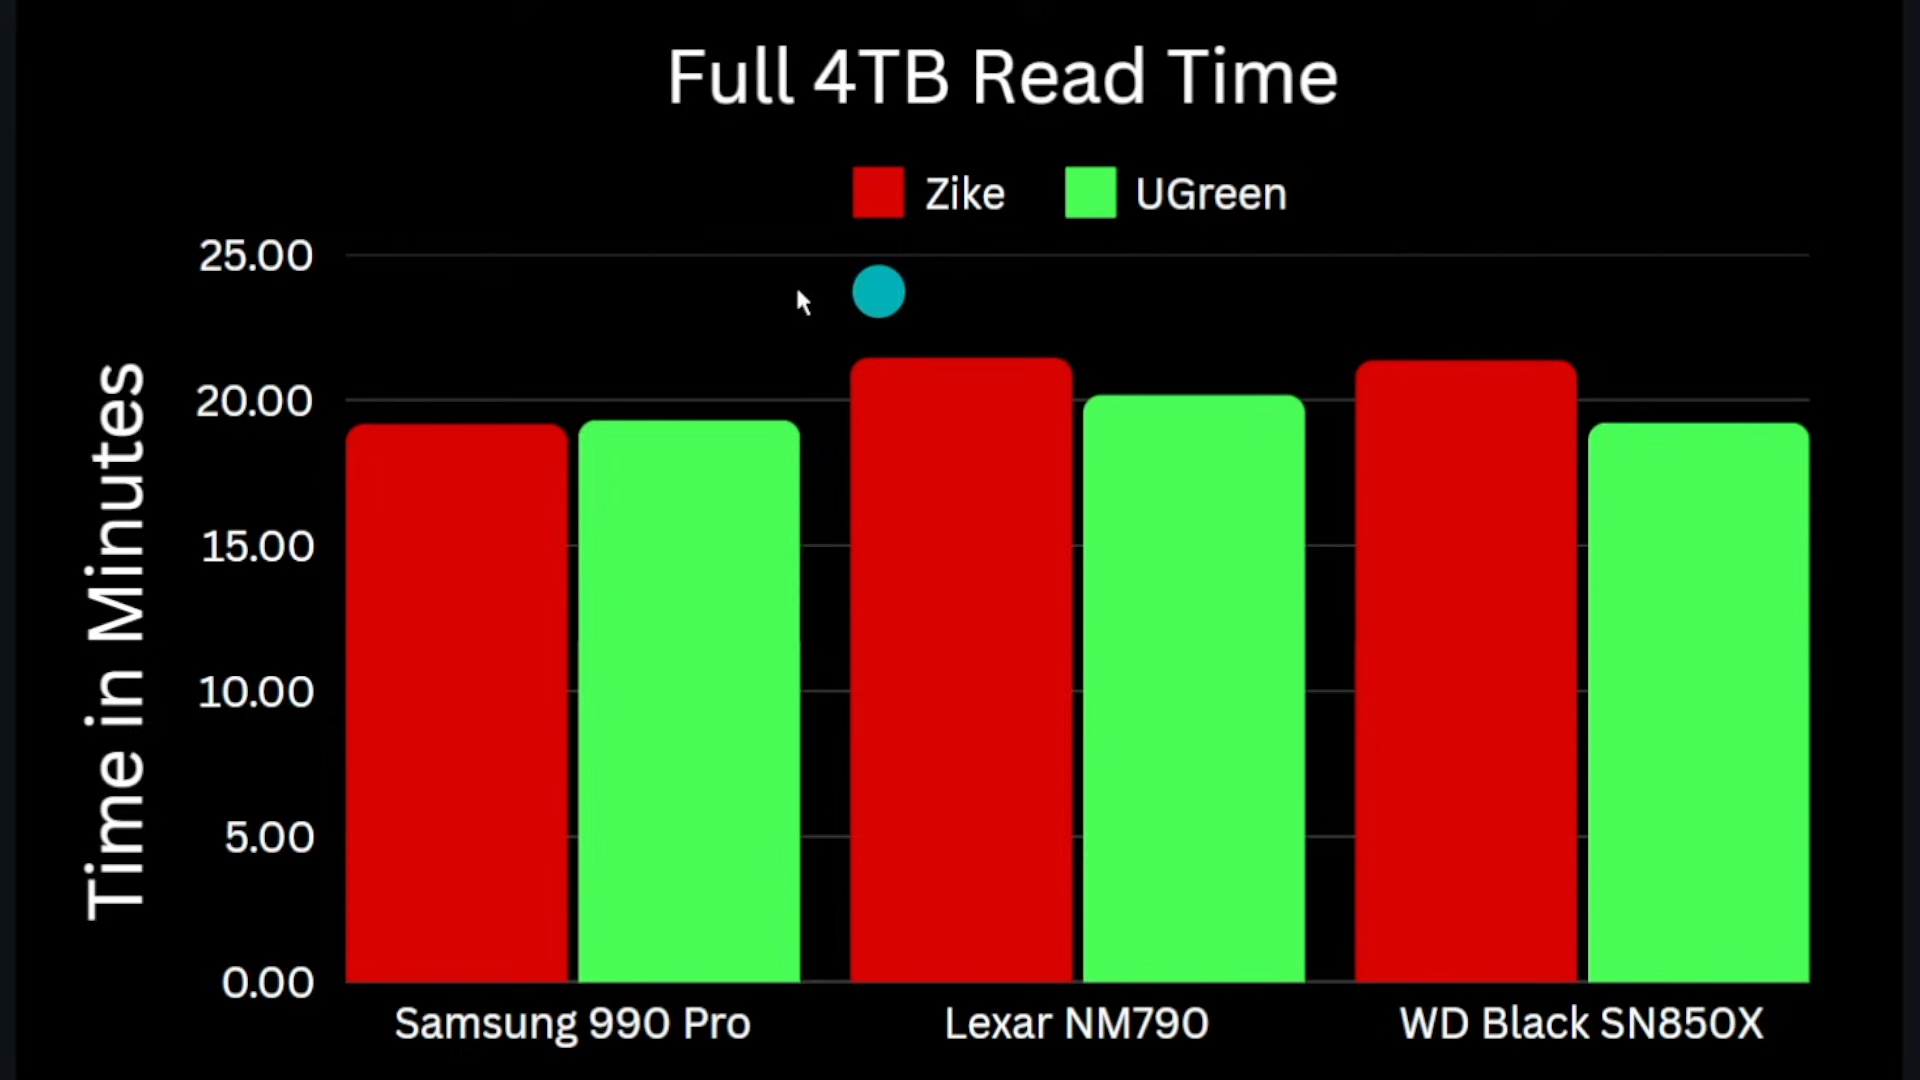 Full 4TB Read Time
Zike
UGreen
25.00
20.00
15.00
10.00
5.00
0.00
Time in Minutes
Samsung 990 Pro
Lexar NM790
WD Black SN850X